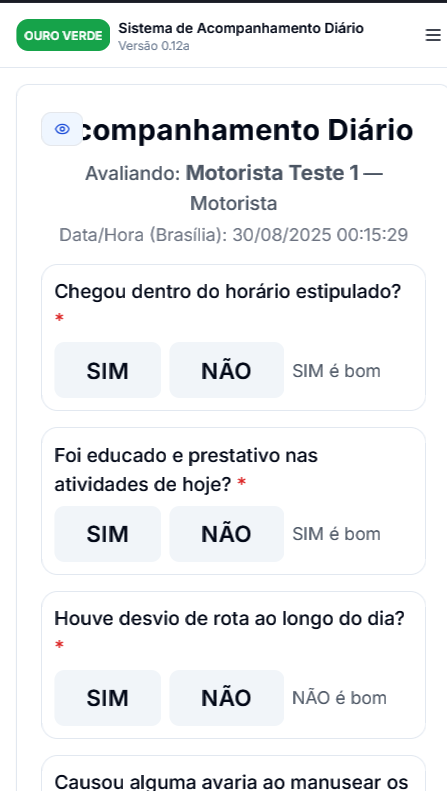 OURO VERDE
Sistema de Acompanhamento Diário
Versão 0.12a
companhamento Diário
Avaliando: Motorista Teste 1 —
Motorista
Data/Hora (Brasília): 30/08/2025 00:15:29
Chegou dentro do horário estipulado?
*
SIM NÃO SIM é bom
Foi educado e prestativo nas
atividades de hoje? *
SIM NÃO SIM é bom
Houve desvio de rota ao longo do dia?
*
SIM NÃO NÃO é bom
Causou alguma avaria ao manusear os